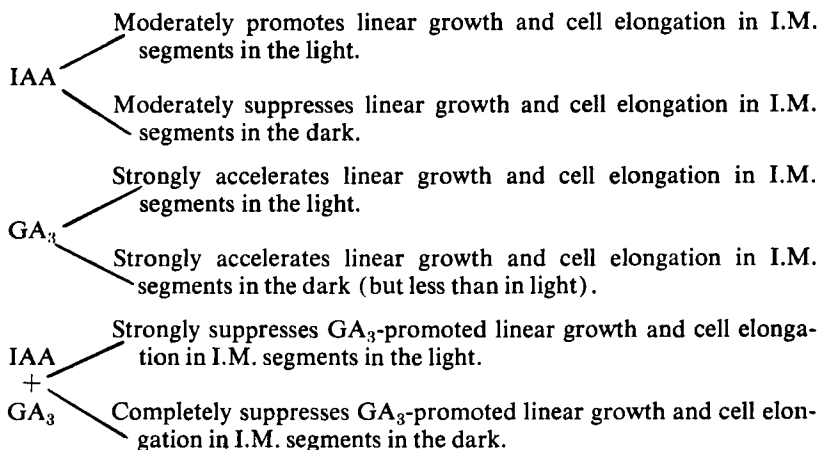 Moderately promotes linear growth and cell elongation in I.M.
segments in the light.
IAA
Moderately suppresses linear growth and cell elongation in I.M.
segments in the dark.
Strongly accelerates linear growth and cell elongation in I.M.
segments in the light.
GA₃
Strongly accelerates linear growth and cell elongation in I.M.
segments in the dark (but less than in light).
Strongly suppresses GA₃-promoted linear growth and cell elonga-
IAA tion in I.M. segments in the light.
+
GA₃ Completely suppresses GA₃-promoted linear growth and cell elon-
gation in I.M. segments in the dark.